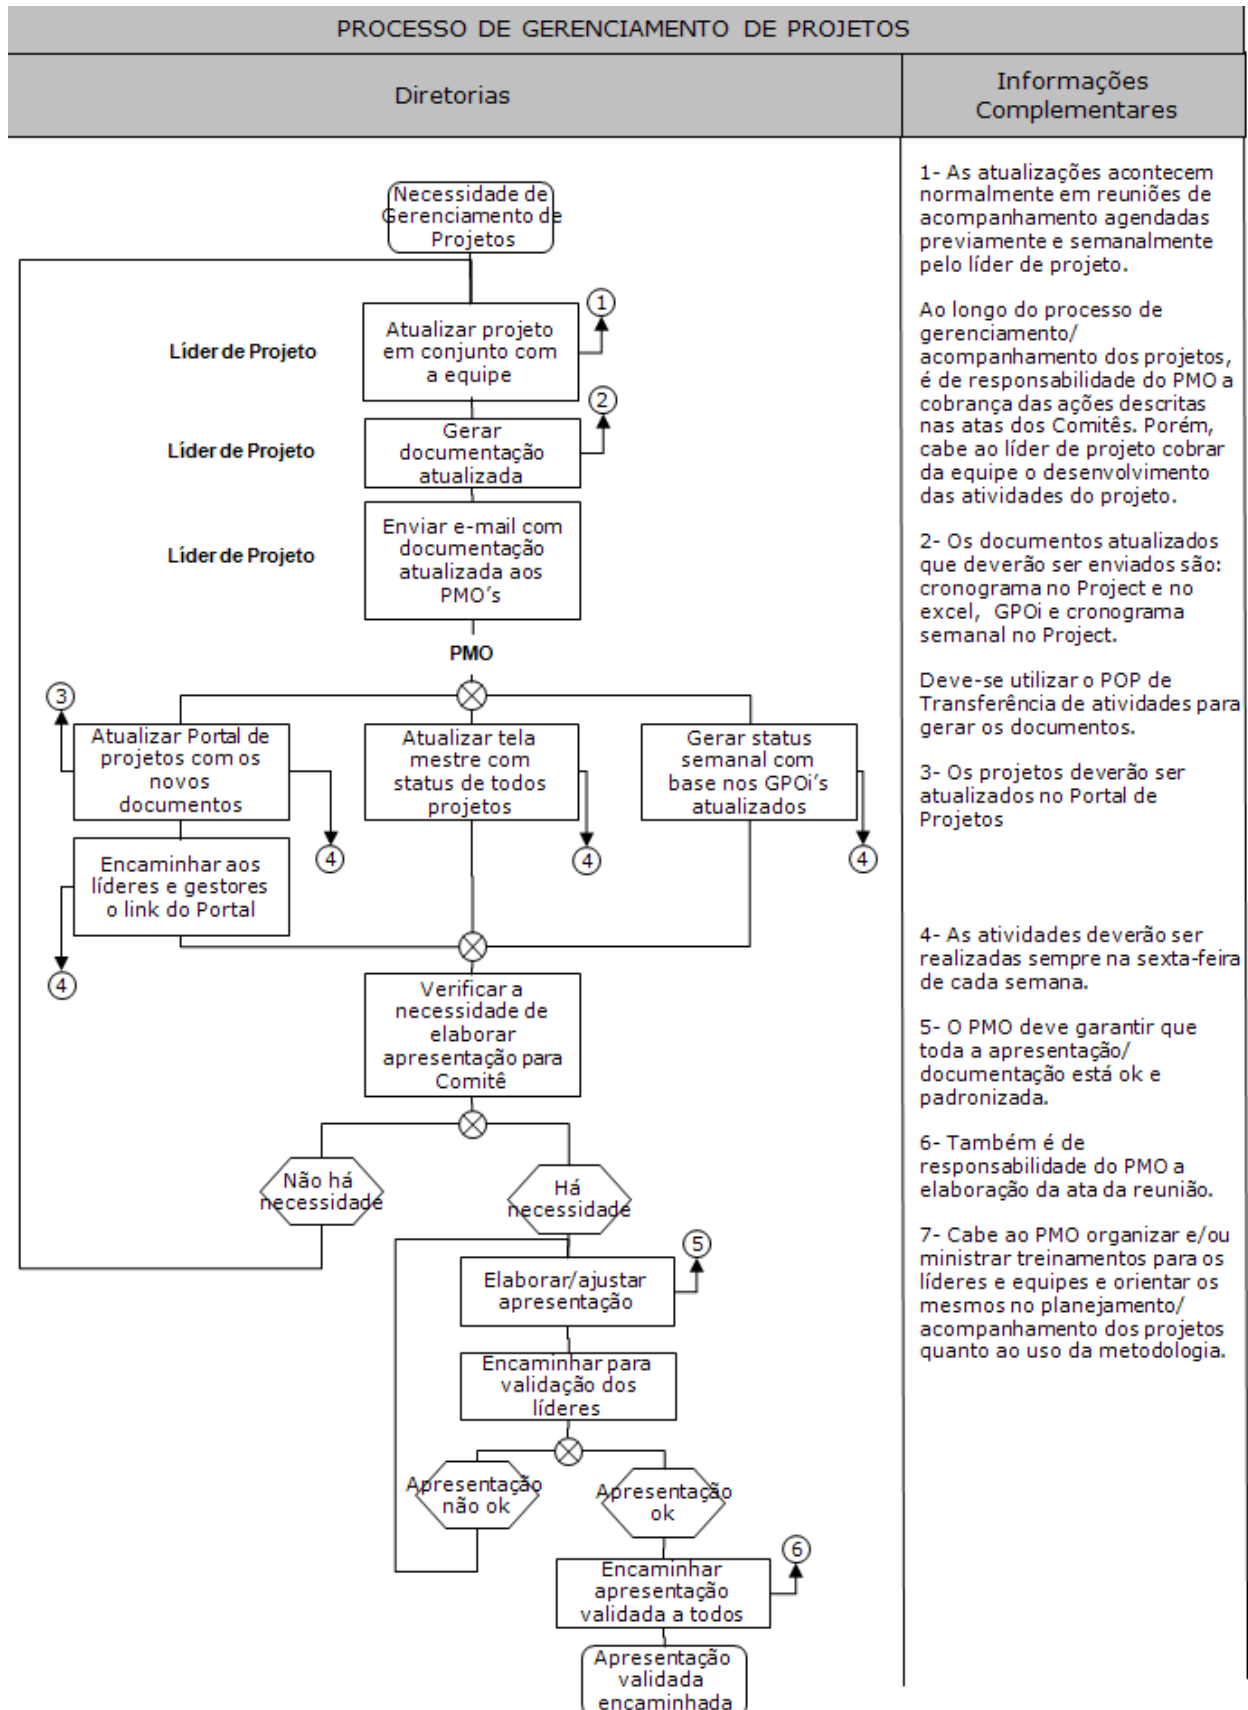 PROCESSO DE GERENCIAMENTO DE PROJETOS
Diretorias
Informações
Complementares
Necessidade de
Gerenciamento de
Projetos
Líder de Projeto
Atualizar projeto
em conjunto com
a equipe
1
Líder de Projeto
Gerar
documentação
atualizada
2
Líder de Projeto
Enviar e-mail com
documentação
atualizada aos
PMO's
PMO
3
Atualizar Portal de
projetos com os
novos
documentos
4
Atualizar tela
mestre com
status de todos
projetos
4
Gerar status
semanal com
base nos GPOi's
atualizados
4
Encaminhar aos
líderes e gestores
o link do Portal
4
Verificar a
necessidade de
elaborar
apresentação para
Comitê
Não há
necessidade
Há
necessidade
Elaborar/ajustar
apresentação
5
Encaminhar para
validação dos
líderes
Apresentação
não ok
Apresentação
ok
Encaminhar
apresentação
validada a todos
6
Apresentação
validada
encaminhada
1- As atualizações acontecem
normalmente em reuniões de
acompanhamento agendadas
previamente e semanalmente
pelo líder de projeto.
Ao longo do processo de
gerenciamento/
acompanhamento dos projetos,
é de responsabilidade do PMO a
cobrança das ações descritas
nas atas dos Comitês. Porém,
cabe ao líder de projeto cobrar
da equipe o desenvolvimento
das atividades do projeto.
2- Os documentos atualizados
que deverão ser enviados são:
cronograma no Project e no
excel, GPOi e cronograma
semanal no Project.
Deve-se utilizar o POP de
Transferência de atividades para
gerar os documentos.
3- Os projetos deverão ser
atualizados no Portal de
Projetos
4- As atividades deverão ser
realizadas sempre na sexta-feira
de cada semana.
5- O PMO deve garantir que
toda a apresentação/
documentação está ok e
padronizada.
6- Também é de
responsabilidade do PMO a
elaboração da ata da reunião.
7- Cabe ao PMO organizar e/ou
ministrar treinamentos para os
líderes e equipes e orientar os
mesmos no planejamento/
acompanhamento dos projetos
quanto ao uso da metodologia.